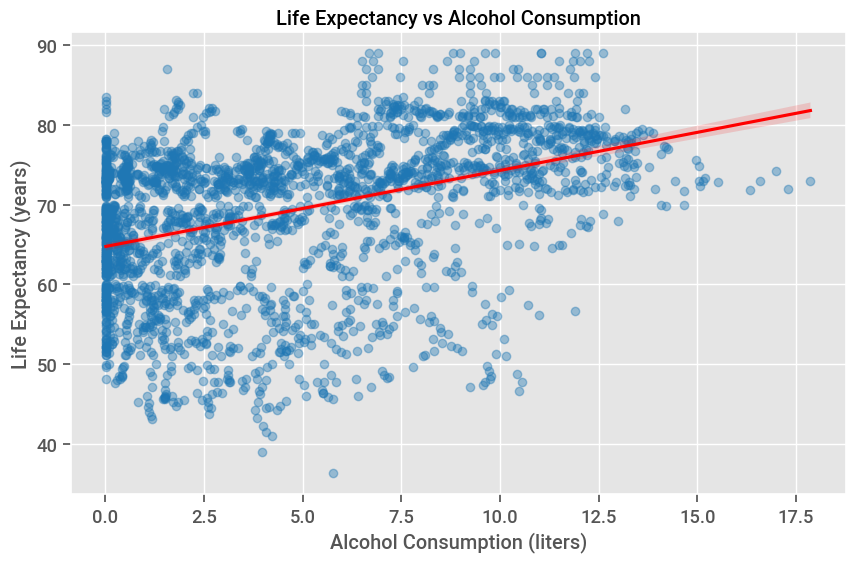 Life Expectancy vs Alcohol Consumption
90
80
70
60
50
40
Life Expectancy (years)
0.0 2.5 5.0 7.5 10.0 12.5 15.0 17.5
Alcohol Consumption (liters)